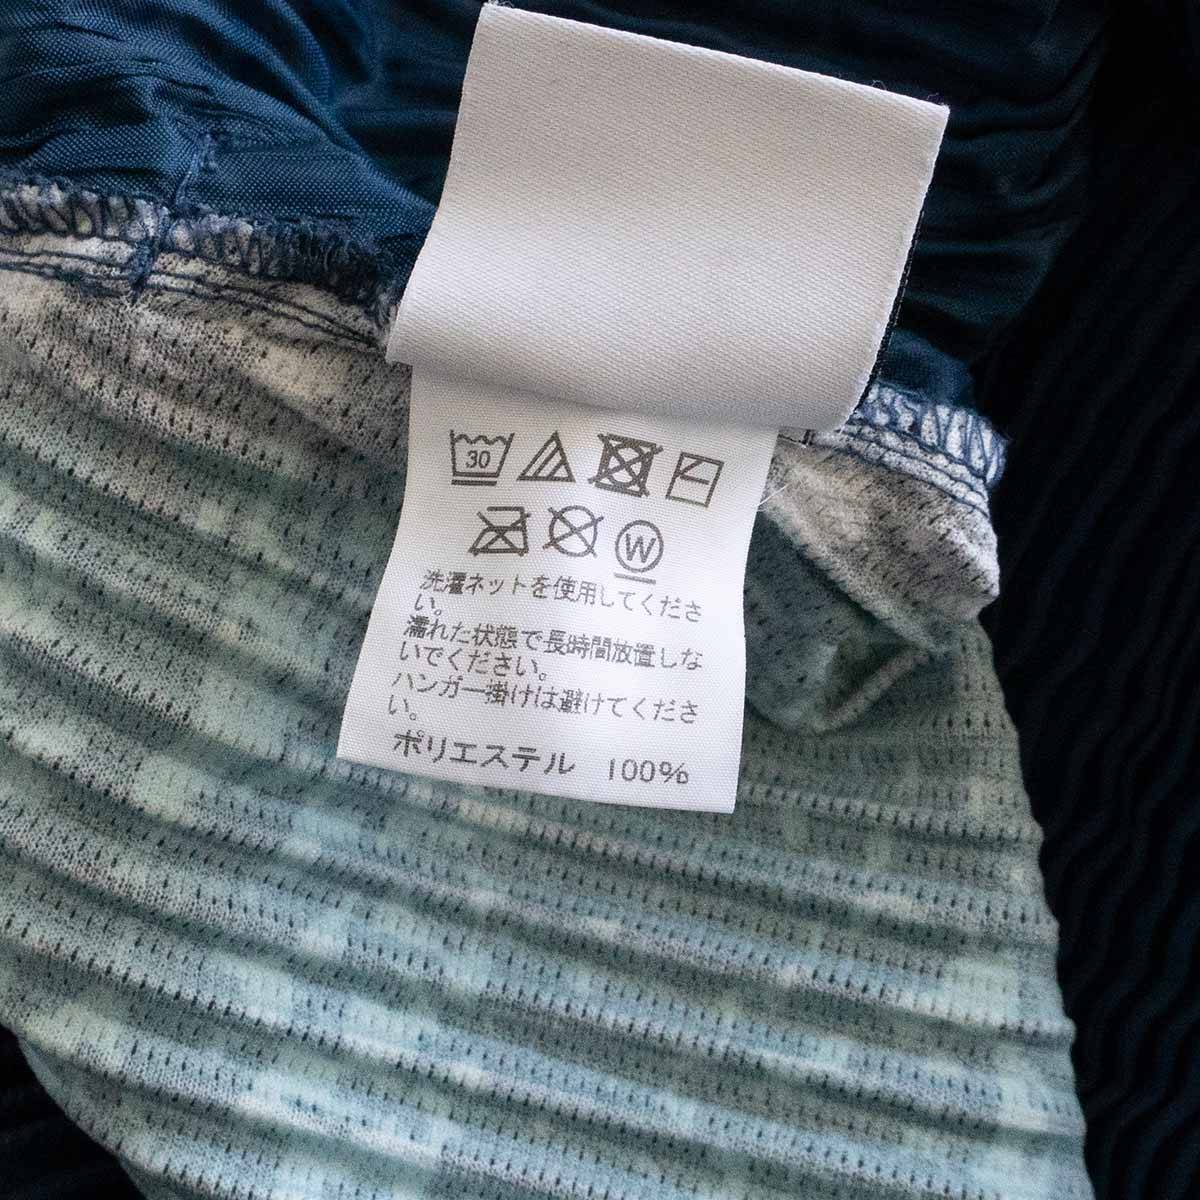 30
W
洗濯ネットを使用してくださ
い。
濡れた状態で長時間放置しな
いでください。
ハンガー掛けは避けてくださ
い。
ポリエステル 100%